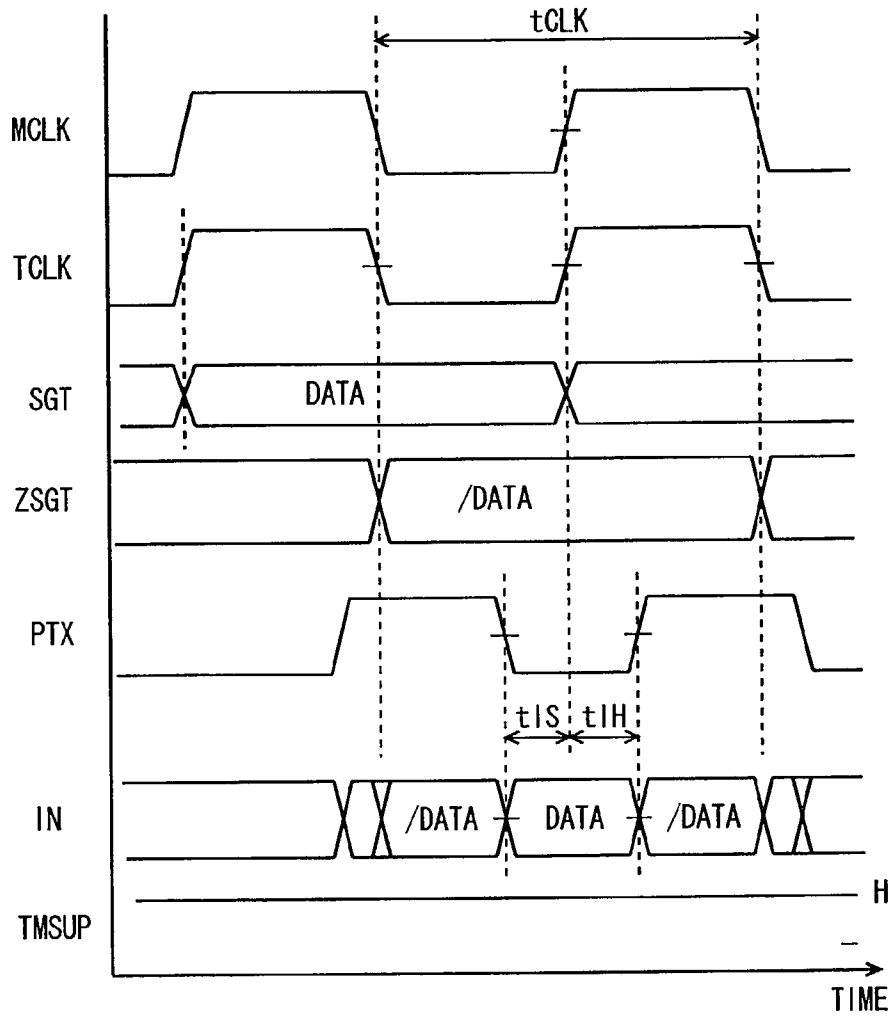 tCLK
MCLK
TCLK
SGT
DATA
ZSGT
/DATA
PTX
tIS tIH
IN
/DATA DATA /DATA
H
TMSUP
TIME